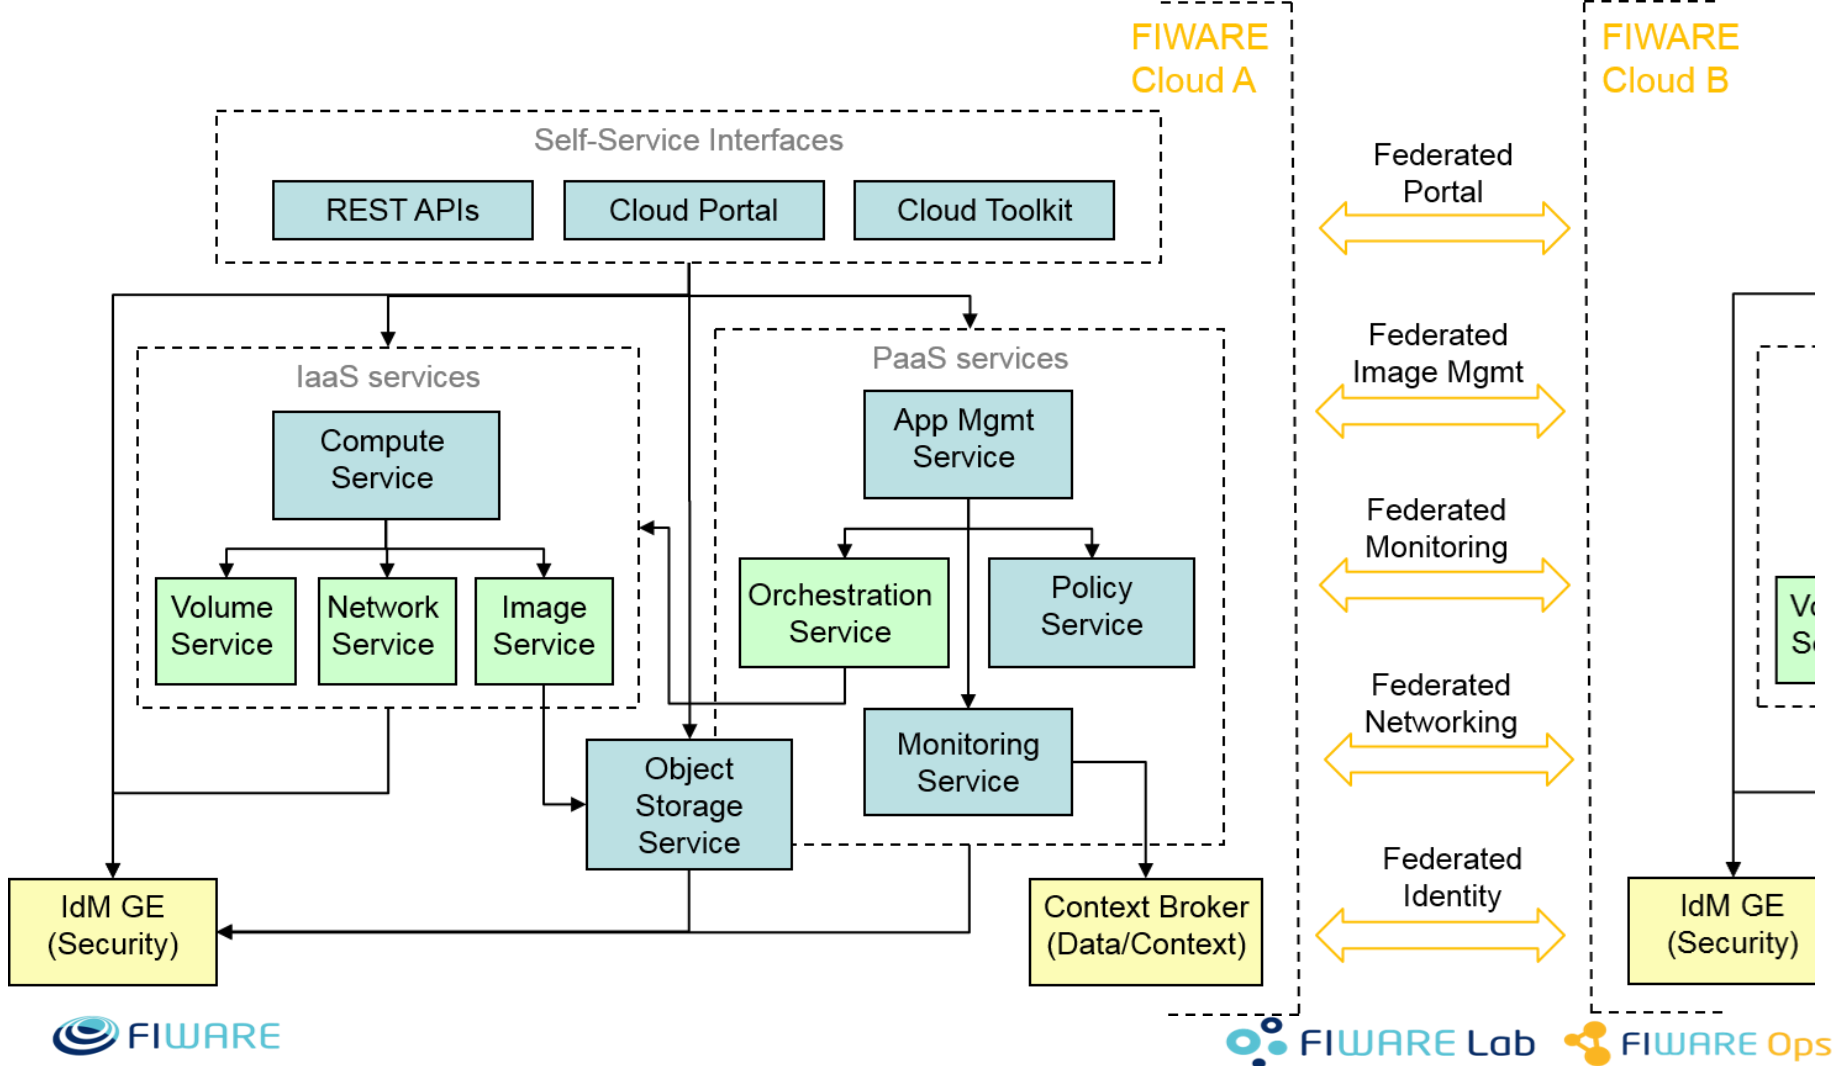 FIWARE
Cloud A
FIWARE
Cloud B
Self-Service Interfaces
REST APIs
Cloud Portal
Cloud Toolkit
Federated
Portal
IaaS services
PaaS services
Federated
Image Mgmt
Compute
Service
App Mgmt
Service
Federated
Monitoring
Volume
Service
Network
Service
Image
Service
Orchestration
Service
Policy
Service
Federated
Networking
Object
Storage
Service
Monitoring
Service
Federated
Identity
IdM GE
(Security)
Context Broker
(Data/Context)
IdM GE
(Security)
FIWARE
FIWARE Lab
FIWARE Ops